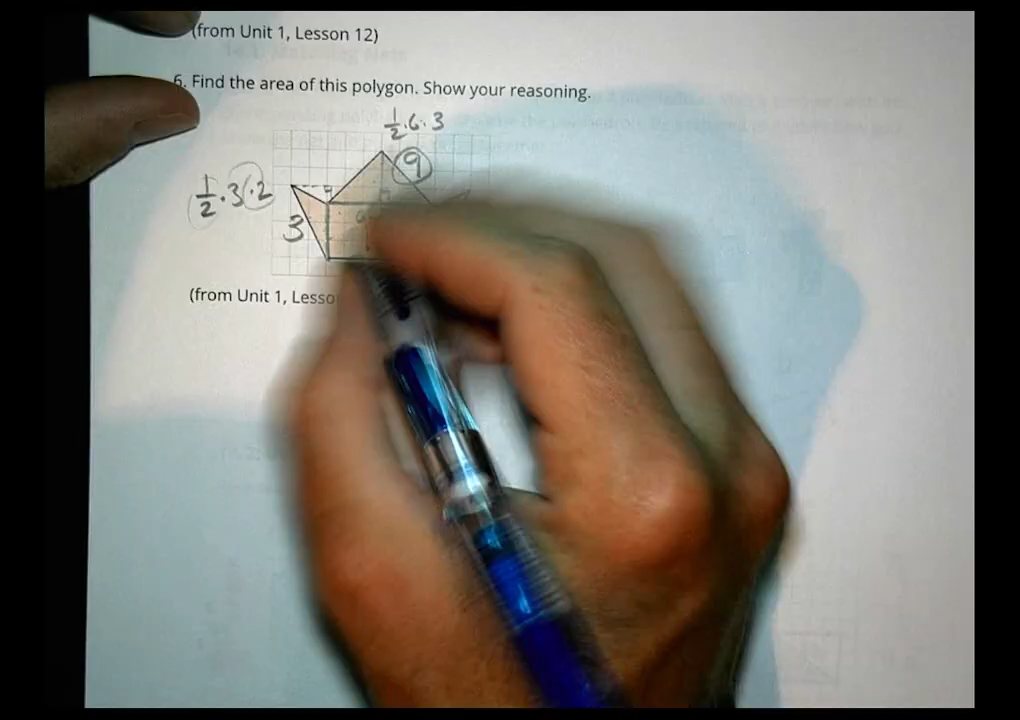 (from Unit 1, Lesson 12)
6. Find the area of this polygon. Show your reasoning.
1/2 · 6 · 3
9
1/2 · 3 · 2
3
(from Unit 1, Lesso